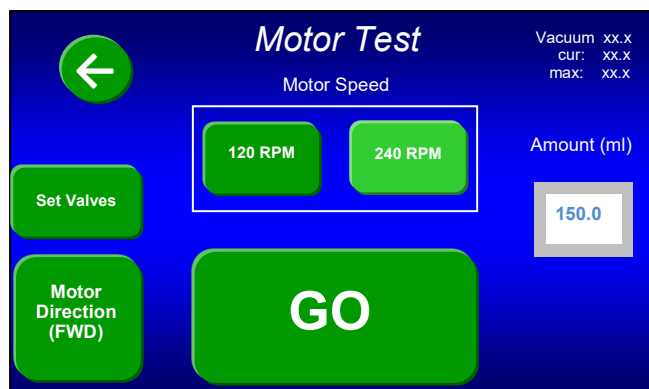 Motor Test
Motor Speed
Vacuum xx.x
cur: xx.x
max: xx.x
120 RPM
240 RPM
Amount (ml)
150.0
Set Valves
Motor
Direction
(FWD)
GO